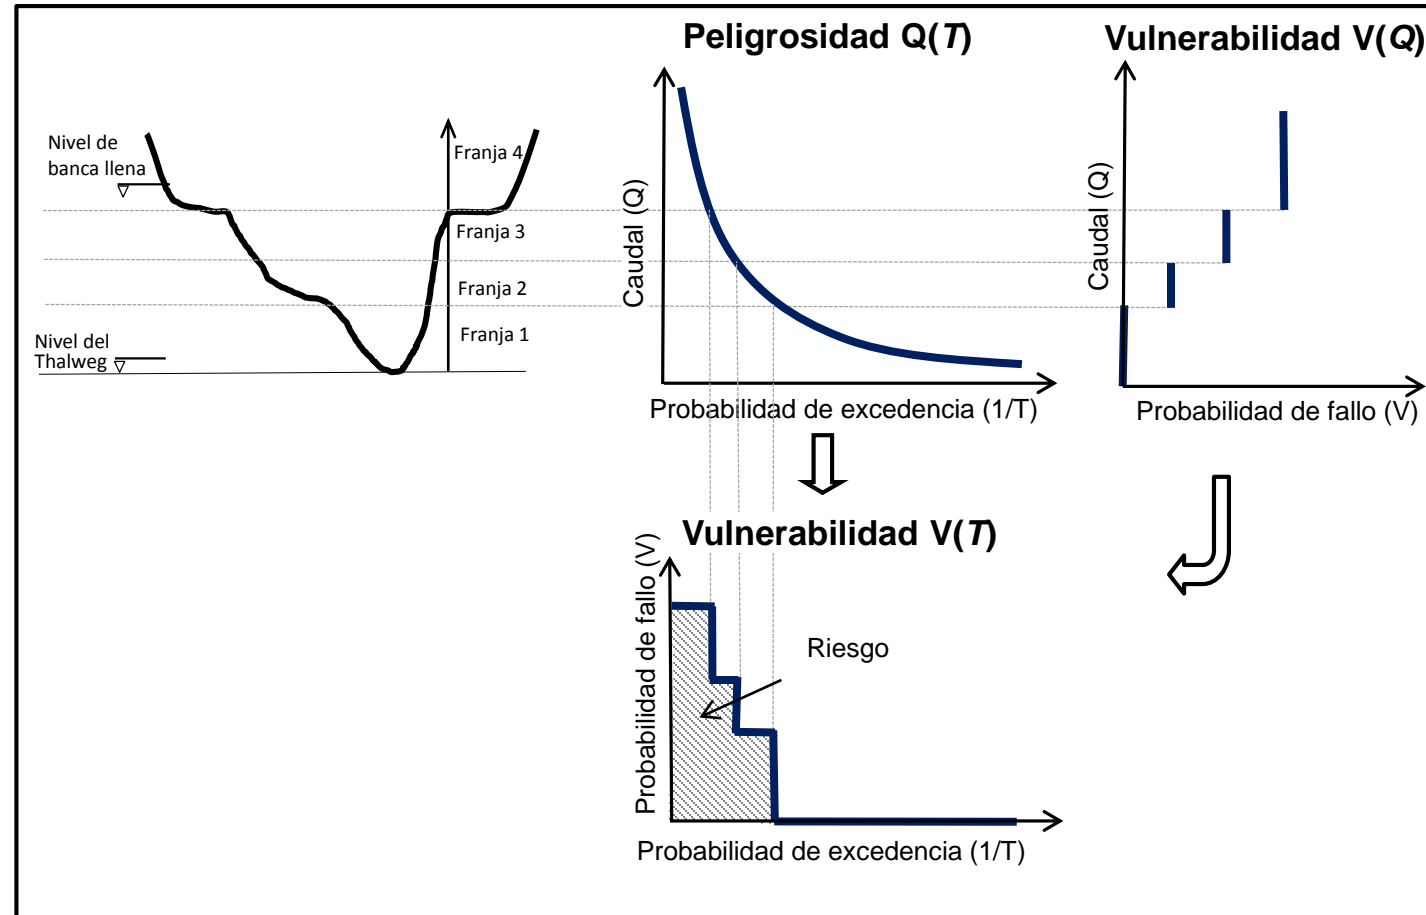 Peligrosidad Q(T)
Vulnerabilidad V(Q)
Nivel de
banca llena
Franja 4
Franja 3
Franja 2
Franja 1
Nivel del
Thalweg
Caudal (Q)
Probabilidad de excedencia (1/T)
Caudal (Q)
Probabilidad de fallo (V)
Vulnerabilidad V(T)
Probabilidad de fallo (V)
Riesgo
Probabilidad de excedencia (1/T)